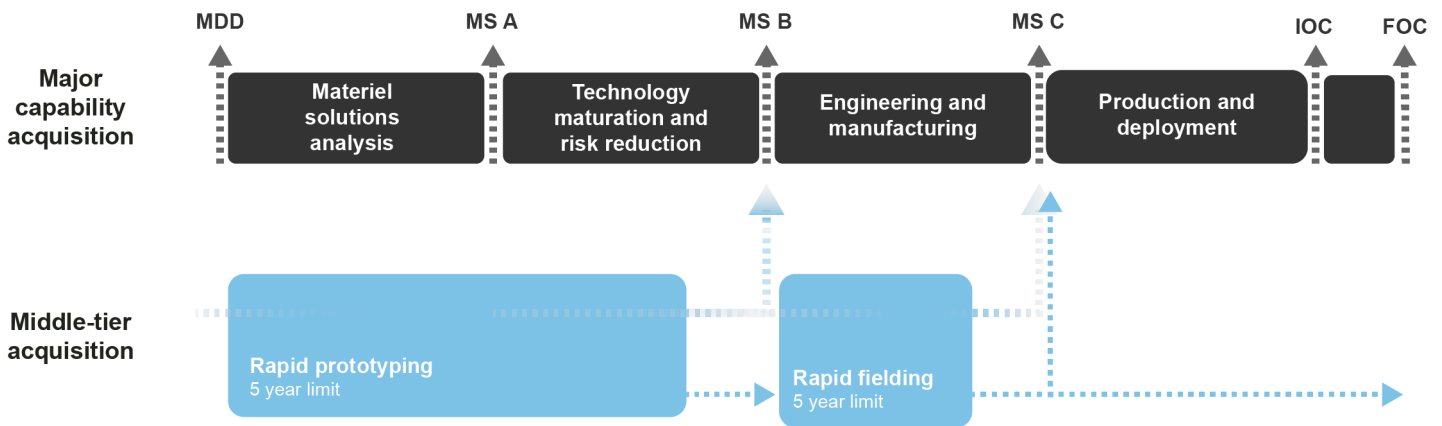 MDD
MS A
MS B
MS C
IOC
FOC
Major
capability
acquisition
Materiel
solutions
analysis
Technology
maturation and
risk reduction
Engineering and
manufacturing
Production and
deployment
Middle-tier
acquisition
Rapid prototyping
5 year limit
Rapid fielding
5 year limit